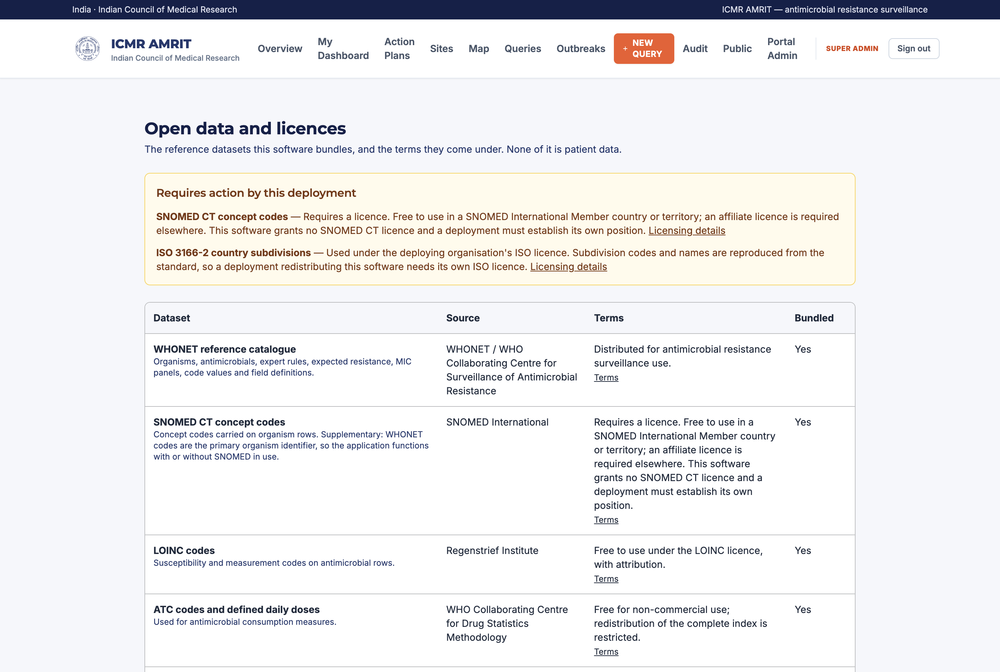 India · Indian Council of Medical Research
ICMR AMRIT — antimicrobial resistance surveillance
ICMR AMRIT
Indian Council of Medical Research
Overview
My
Dashboard
Action
Plans
Sites
Map
Queries
Outbreaks
+ NEW
QUERY
Audit
Public
Portal
Admin
SUPER ADMIN
Sign out
Open data and licences
The reference datasets this software bundles, and the terms they come under. None of it is patient data.
Requires action by this deployment
SNOMED CT concept codes — Requires a licence. Free to use in a SNOMED International Member country or territory; an affiliate licence is required
elsewhere. This software grants no SNOMED CT licence and a deployment must establish its own position. Licensing details
ISO 3166-2 country subdivisions — Used under the deploying organisation's ISO licence. Subdivision codes and names are reproduced from the
standard, so a deployment redistributing this software needs its own ISO licence. Licensing details
Dataset
Source
Terms
Bundled
WHONET reference catalogue
Organisms, antimicrobials, expert rules, expected resistance, MIC
panels, code values and field definitions.
WHONET / WHO
Collaborating Centre for
Surveillance of Antimicrobial
Resistance
Distributed for antimicrobial resistance
surveillance use.
Terms
Yes
SNOMED CT concept codes
Concept codes carried on organism rows. Supplementary: WHONET
codes are the primary organism identifier, so the application functions
with or without SNOMED in use.
SNOMED International
Requires a licence. Free to use in a
SNOMED International Member country
or territory; an affiliate licence is
required elsewhere. This software
grants no SNOMED CT licence and a
deployment must establish its own
position.
Terms
Yes
LOINC codes
Susceptibility and measurement codes on antimicrobial rows.
Regenstrief Institute
Free to use under the LOINC licence,
with attribution.
Terms
Yes
ATC codes and defined daily doses
Used for antimicrobial consumption measures.
WHO Collaborating Centre
for Drug Statistics
Methodology
Free for non-commercial use;
redistribution of the complete index is
restricted.
Terms
Yes